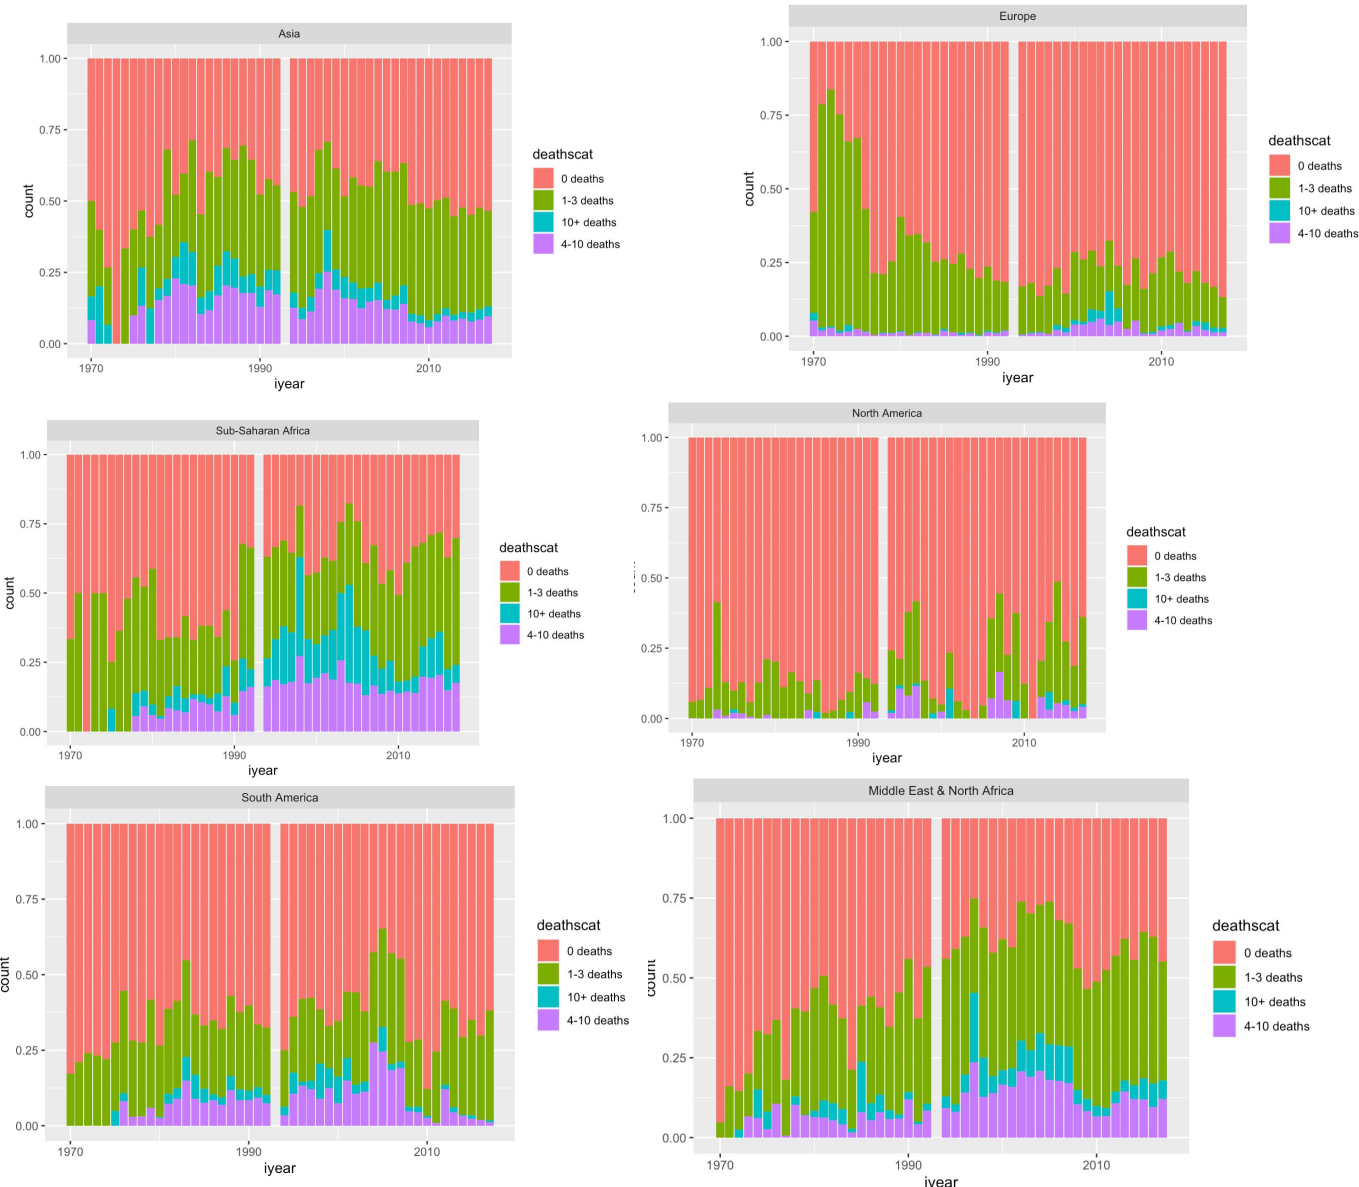 Asia
1.00
0.75
0.50
0.25
0.00
count
1970 1990 2010
iyear
deathscat
0 deaths
1-3 deaths
10+ deaths
4-10 deaths
Europe
1.00
0.75
0.50
0.25
0.00
count
1970 1990 2010
iyear
deathscat
0 deaths
1-3 deaths
10+ deaths
4-10 deaths
Sub-Saharan Africa
1.00
0.75
0.50
0.25
0.00
count
1970 1990 2010
iyear
deathscat
0 deaths
1-3 deaths
10+ deaths
4-10 deaths
North America
1.00
0.75
0.50
0.25
0.00
1970 1990 2010
iyear
deathscat
0 deaths
1-3 deaths
10+ deaths
4-10 deaths
South America
1.00
0.75
0.50
0.25
0.00
count
1970 1990 2010
iyear
deathscat
0 deaths
1-3 deaths
10+ deaths
4-10 deaths
Middle East & North Africa
1.00
0.75
0.50
0.25
0.00
count
1970 1990 2010
iyear
deathscat
0 deaths
1-3 deaths
10+ deaths
4-10 deaths